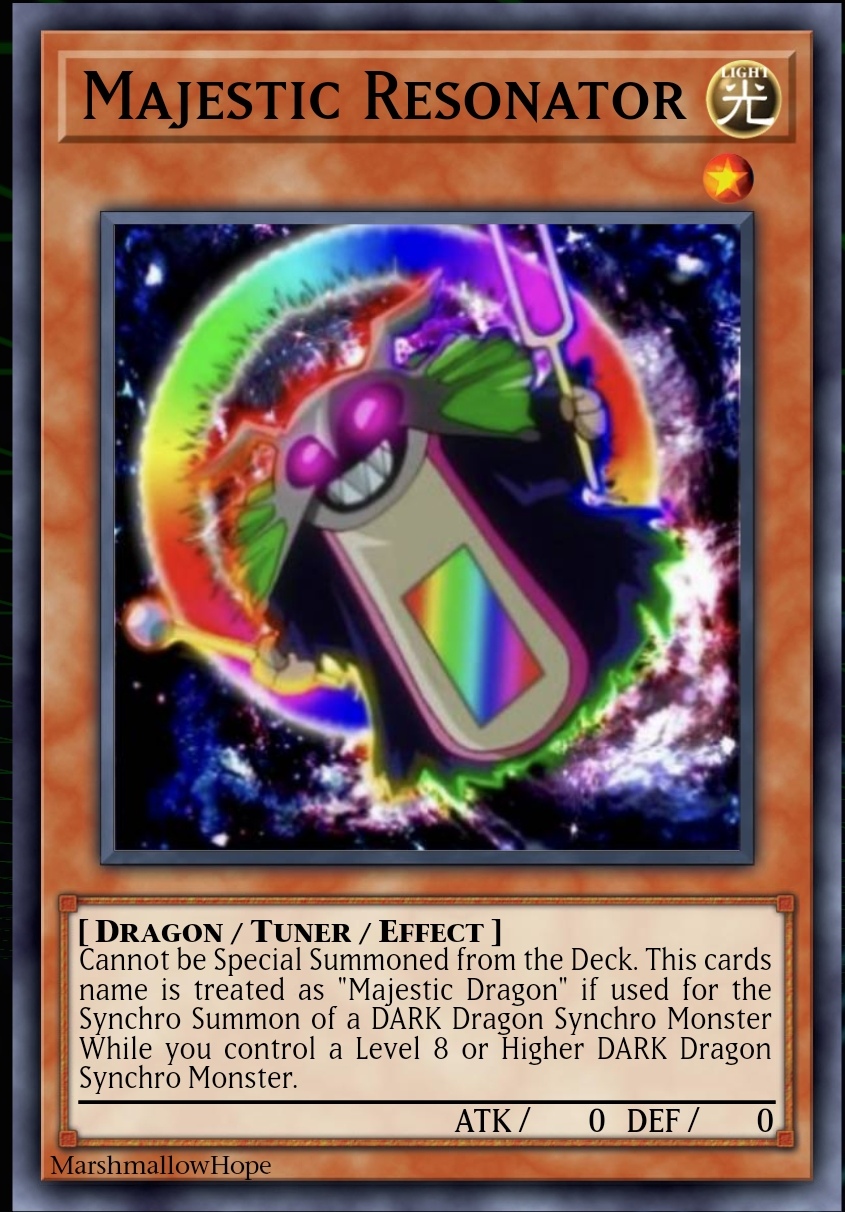 Majestic Resonator
LIGHT
光
[ Dragon / Tuner / Effect ]
Cannot be Special Summoned from the Deck. This cards
name is treated as "Majestic Dragon" if used for the
Synchro Summon of a DARK Dragon Synchro Monster
While you control a Level 8 or Higher DARK Dragon
Synchro Monster.
ATK / 0 DEF / 0
MarshmallowHope